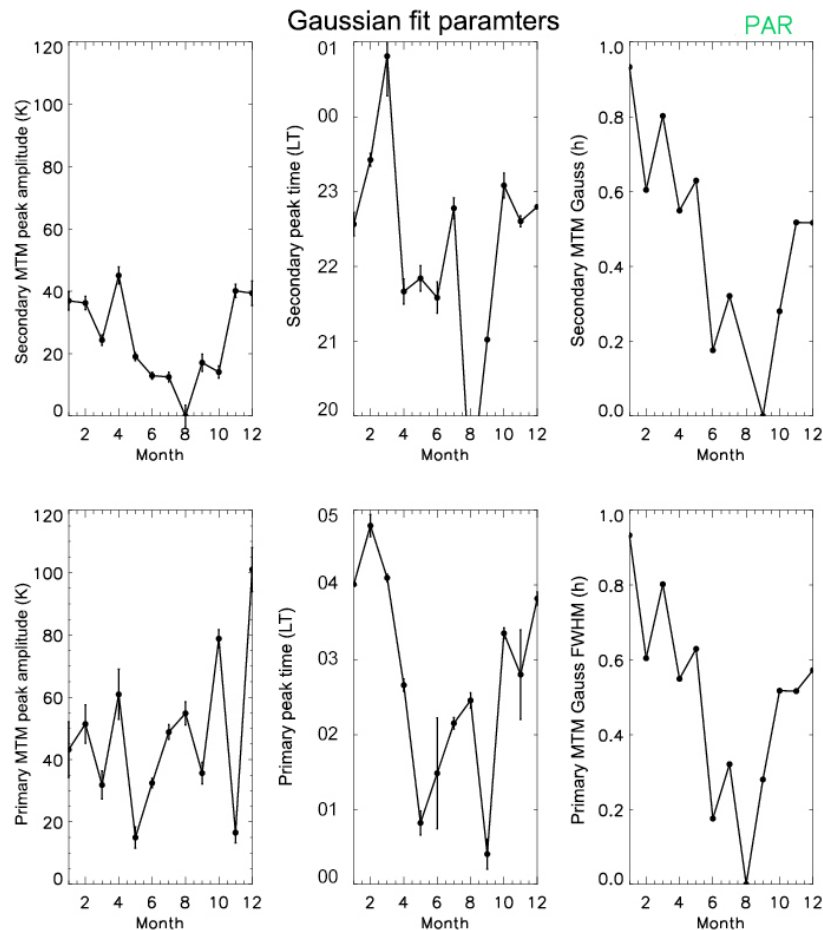 Gaussian fit paramters
PAR
Secondary MTM peak amplitude (K)
120
100
80
60
40
20
0
2 4 6 8 10 12
Month
Secondary peak time (LT)
01
00
23
22
21
20
2 4 6 8 10 12
Month
Secondary MTM Gauss (h)
1.0
0.8
0.6
0.4
0.2
0.0
2 4 6 8 10 12
Month
Primary MTM peak amplitude (K)
120
100
80
60
40
20
0
2 4 6 8 10 12
Month
Primary peak time (LT)
05
04
03
02
01
00
2 4 6 8 10 12
Month
Primary MTM Gauss FWHM (h)
1.0
0.8
0.6
0.4
0.2
0.0
2 4 6 8 10 12
Month